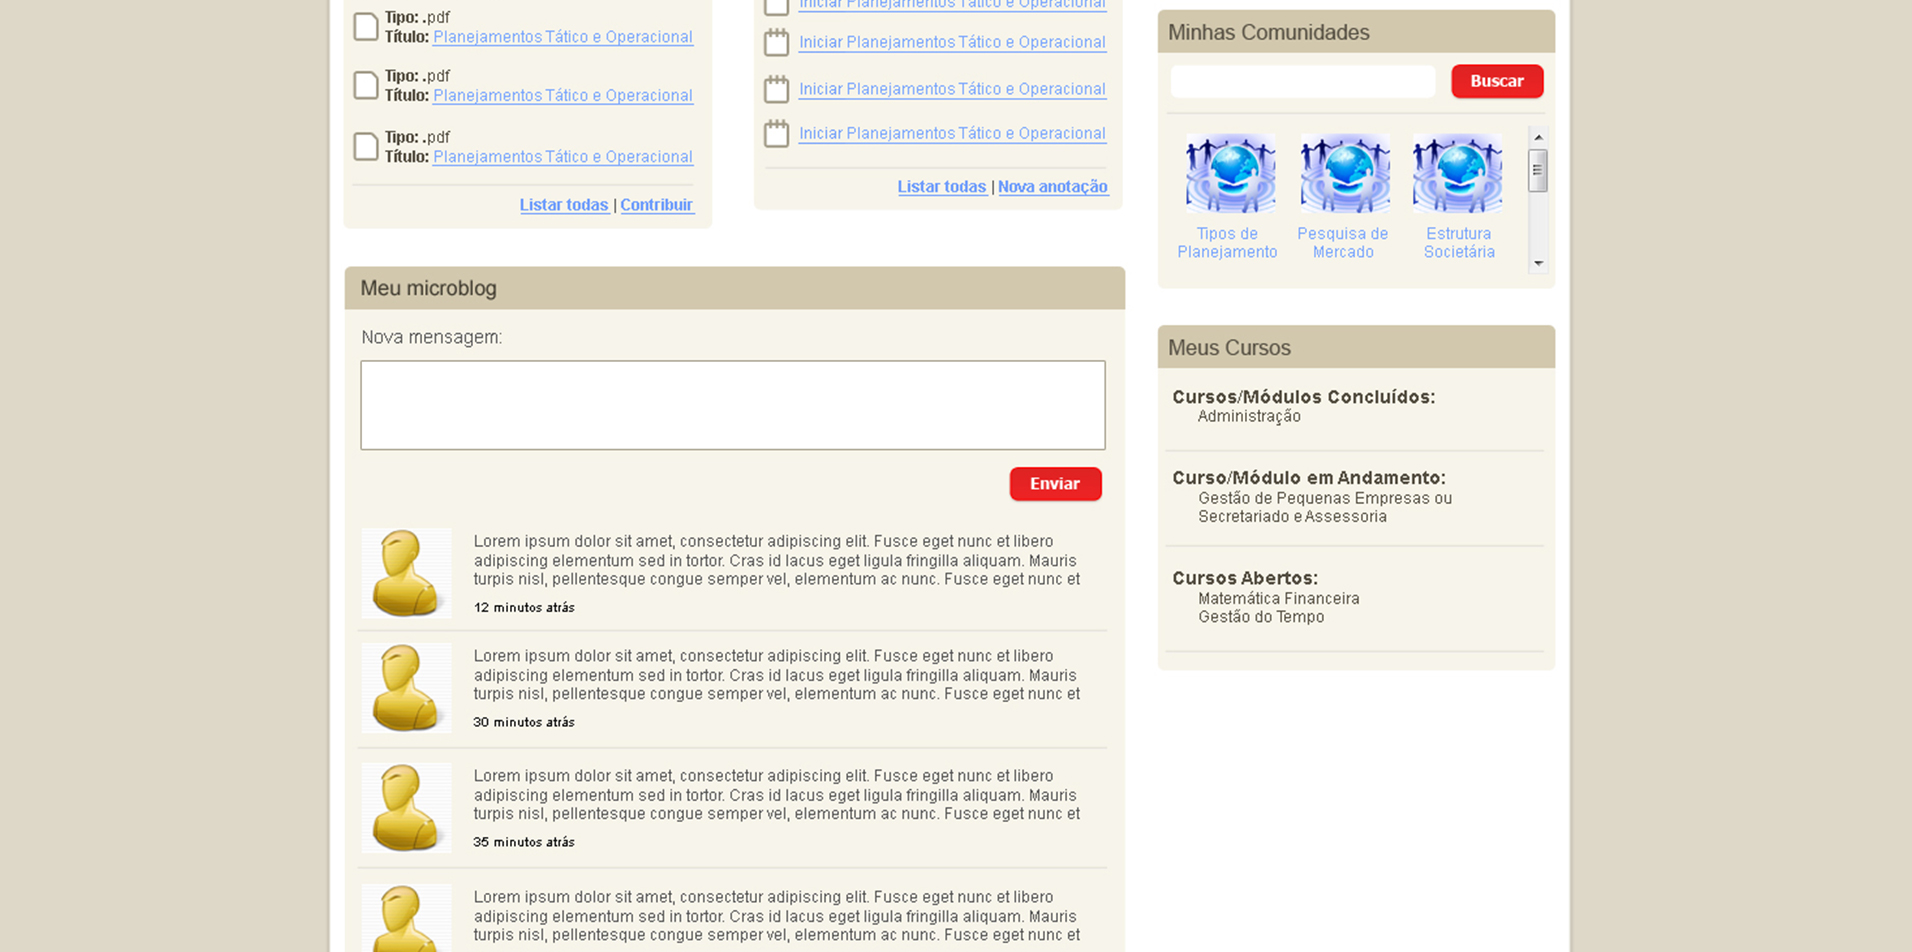 Tipo: .pdf
Título: Planejamentos Tático e Operacional
Tipo: .pdf
Título: Planejamentos Tático e Operacional
Tipo: .pdf
Título: Planejamentos Tático e Operacional
Listar todas | Contribuir
Iniciar Planejamentos Tático e Operacional
Iniciar Planejamentos Tático e Operacional
Iniciar Planejamentos Tático e Operacional
Iniciar Planejamentos Tático e Operacional
Listar todas | Nova anotação
Meu microblog
Nova mensagem:
Enviar
Lorem ipsum dolor sit amet, consectetur adipiscing elit. Fusce eget nunc et libero
adipiscing elementum sed in tortor. Cras id lacus eget ligula fringilla aliquam. Mauris
turpis nisl, pellentesque congue semper vel, elementum ac nunc. Fusce eget nunc et
12 minutos atrás
Lorem ipsum dolor sit amet, consectetur adipiscing elit. Fusce eget nunc et libero
adipiscing elementum sed in tortor. Cras id lacus eget ligula fringilla aliquam. Mauris
turpis nisl, pellentesque congue semper vel, elementum ac nunc. Fusce eget nunc et
30 minutos atrás
Lorem ipsum dolor sit amet, consectetur adipiscing elit. Fusce eget nunc et libero
adipiscing elementum sed in tortor. Cras id lacus eget ligula fringilla aliquam. Mauris
turpis nisl, pellentesque congue semper vel, elementum ac nunc. Fusce eget nunc et
35 minutos atrás
Lorem ipsum dolor sit amet, consectetur adipiscing elit. Fusce eget nunc et libero
adipiscing elementum sed in tortor. Cras id lacus eget ligula fringilla aliquam. Mauris
turpis nisl, pellentesque congue semper vel, elementum ac nunc. Fusce eget nunc et
Minhas Comunidades
Buscar
Tipos de
Planejamento
Pesquisa de
Mercado
Estrutura
Societária
Meus Cursos
Cursos/Módulos Concluídos:
Administração
Curso/Módulo em Andamento:
Gestão de Pequenas Empresas ou
Secretariado e Assessoria
Cursos Abertos:
Matemática Financeira
Gestão do Tempo